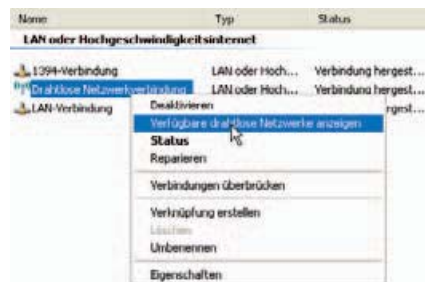 Name Typ Status
LAN oder Hochgeschwindigkeitsinternet
1394-Verbindung LAN oder Hoch... Verbindung hergest...
Drahtlose Netzwerkverbindung LAN oder Hoch... Verbindung hergest...
LAN-Verbindung rgest...
Deaktivieren
Verfügbare drahtlose Netzwerke anzeigen
Status
Reparieren
Verbindungen überbrücken
Verknüpfung erstellen
Löschen
Umbenennen
Eigenschaften